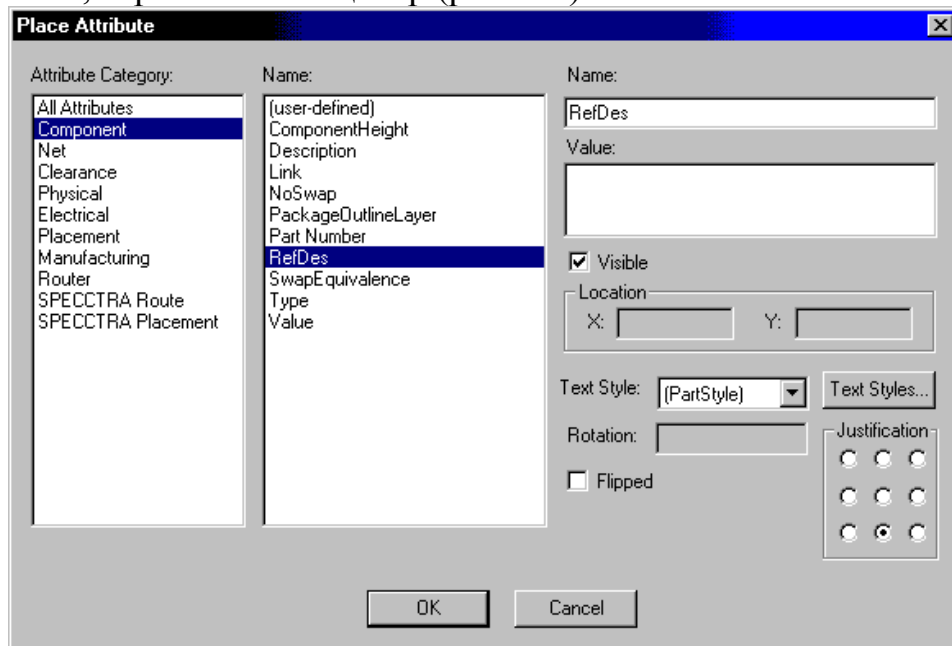 Place Attribute
Attribute Category:
All Attributes
Component
Net
Clearance
Physical
Electrical
Placement
Manufacturing
Router
SPECCTRA Route
SPECCTRA Placement
Name:
(user-defined)
ComponentHeight
Description
Link
NoSwap
PackageOutlineLayer
Part Number
RefDes
SwapEquivalence
Type
Value
Name:
RefDes
Value:
Visible
Location
X:
Y:
Text Style:
(PartStyle)
Text Styles...
Rotation:
Justification
Flipped
OK
Cancel